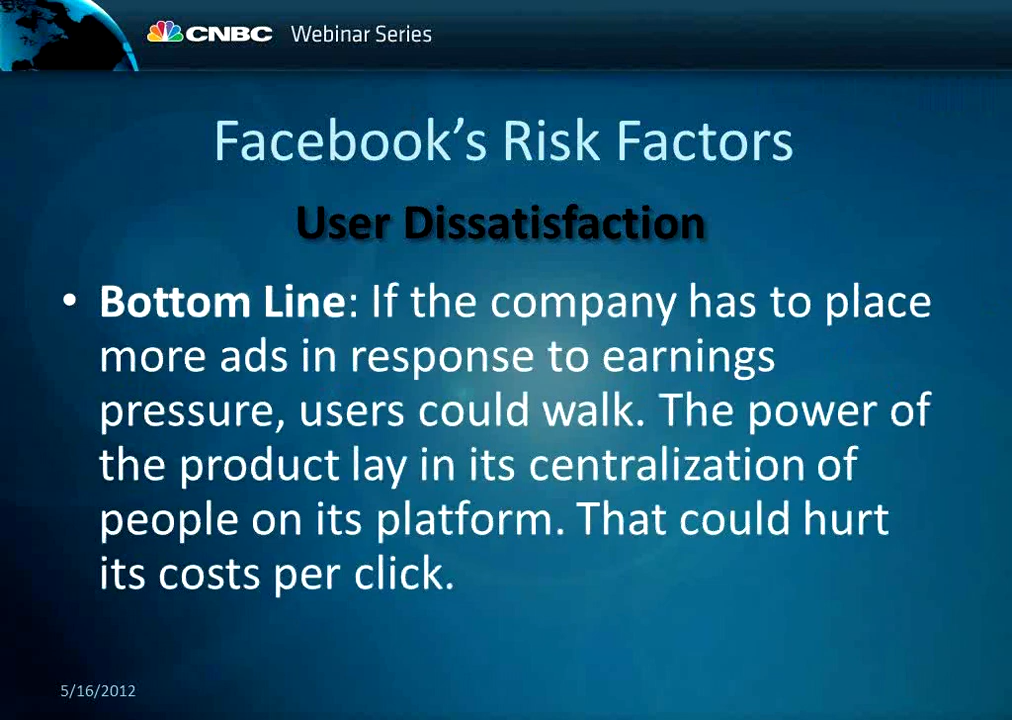 CNBC Webinar Series
Facebook’s Risk Factors
User Dissatisfaction
• Bottom Line: If the company has to place
more ads in response to earnings
pressure, users could walk. The power of
the product lay in its centralization of
people on its platform. That could hurt
its costs per click.
5/16/2012